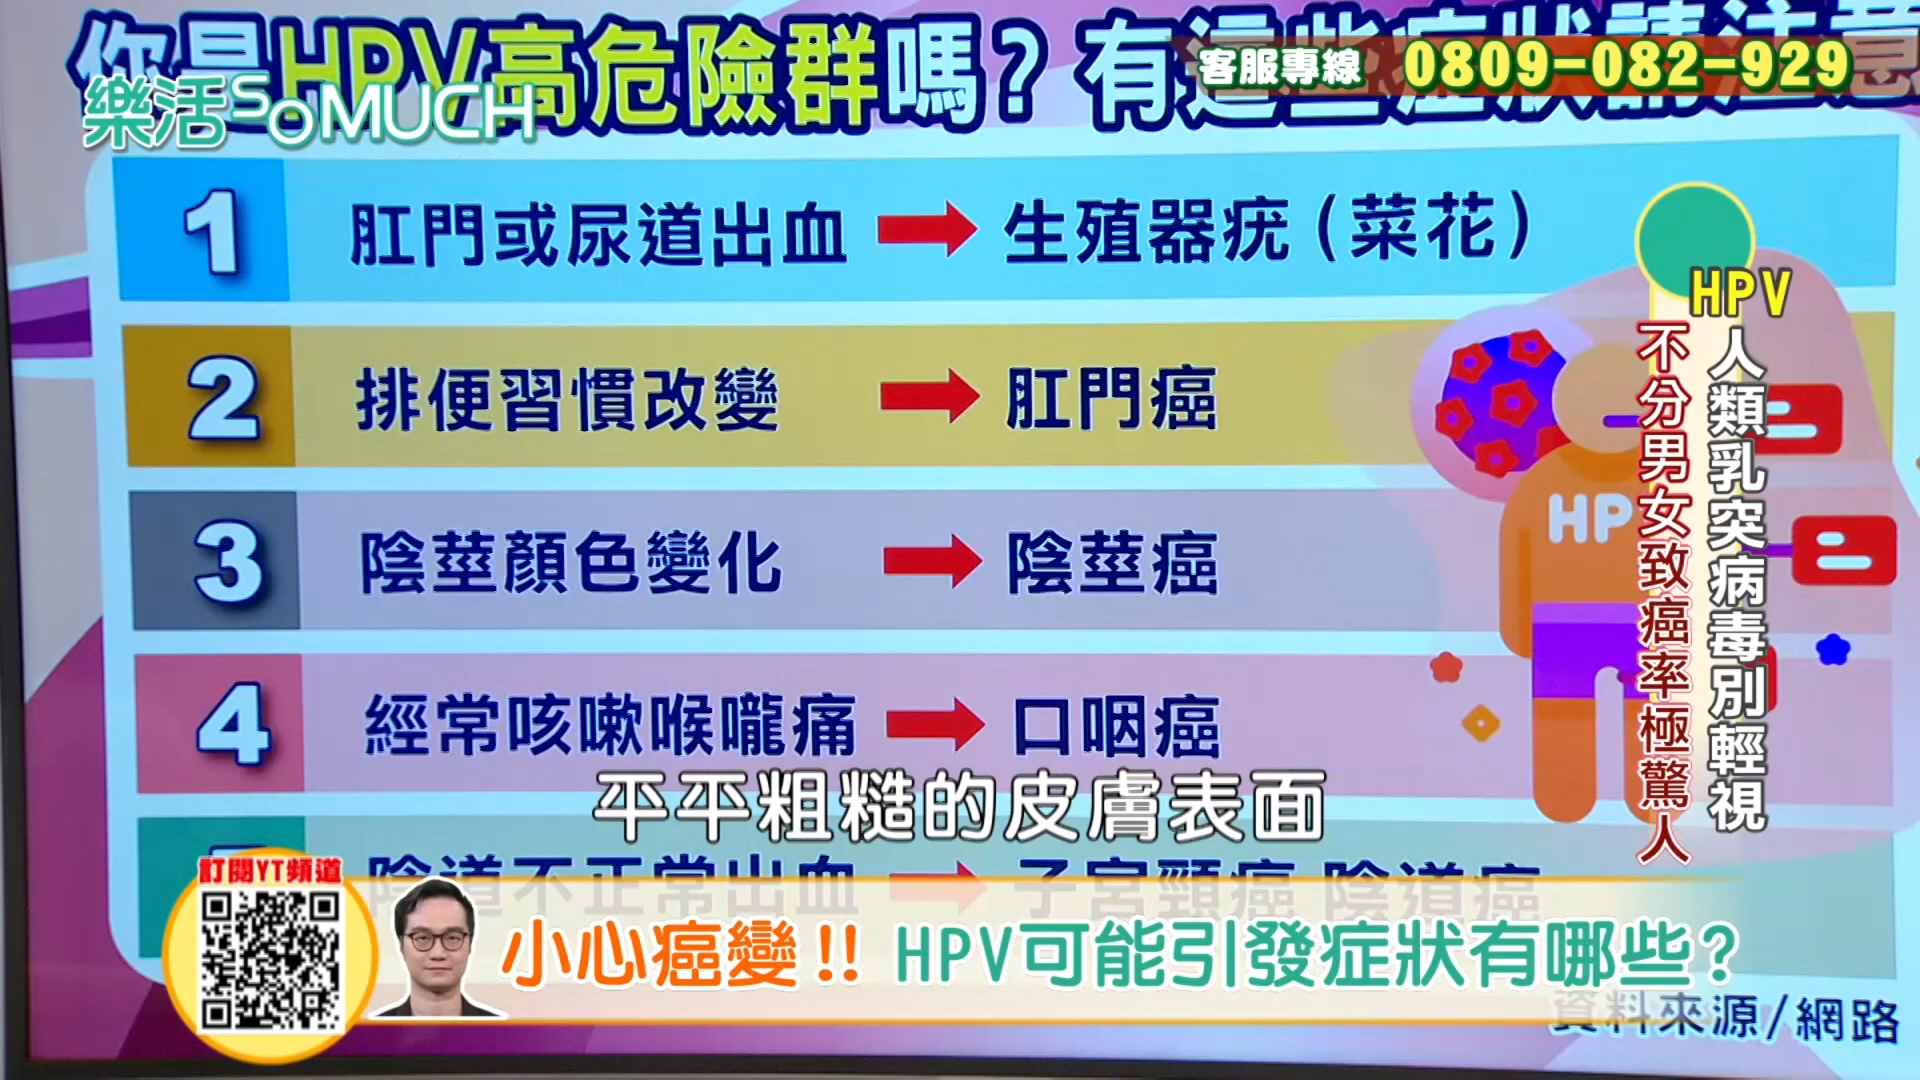 你是HPV高危險群嗎？有這些症狀請注意
樂活SoMUCH
客服專線 0809-082-929
1 肛門或尿道出血 生殖器疣（菜花）
2 排便習慣改變 肛門癌
3 陰莖顏色變化 陰莖癌
4 經常咳嗽喉嚨痛 口咽癌
陰道不正常出血 子宮頸癌 陰道癌
HP
HPV人類乳突病毒別輕視
不分男女致癌率極驚人
平平粗糙的皮膚表面
訂閱YT頻道
小心癌變!! HPV可能引發症狀有哪些?
資料來源/網路